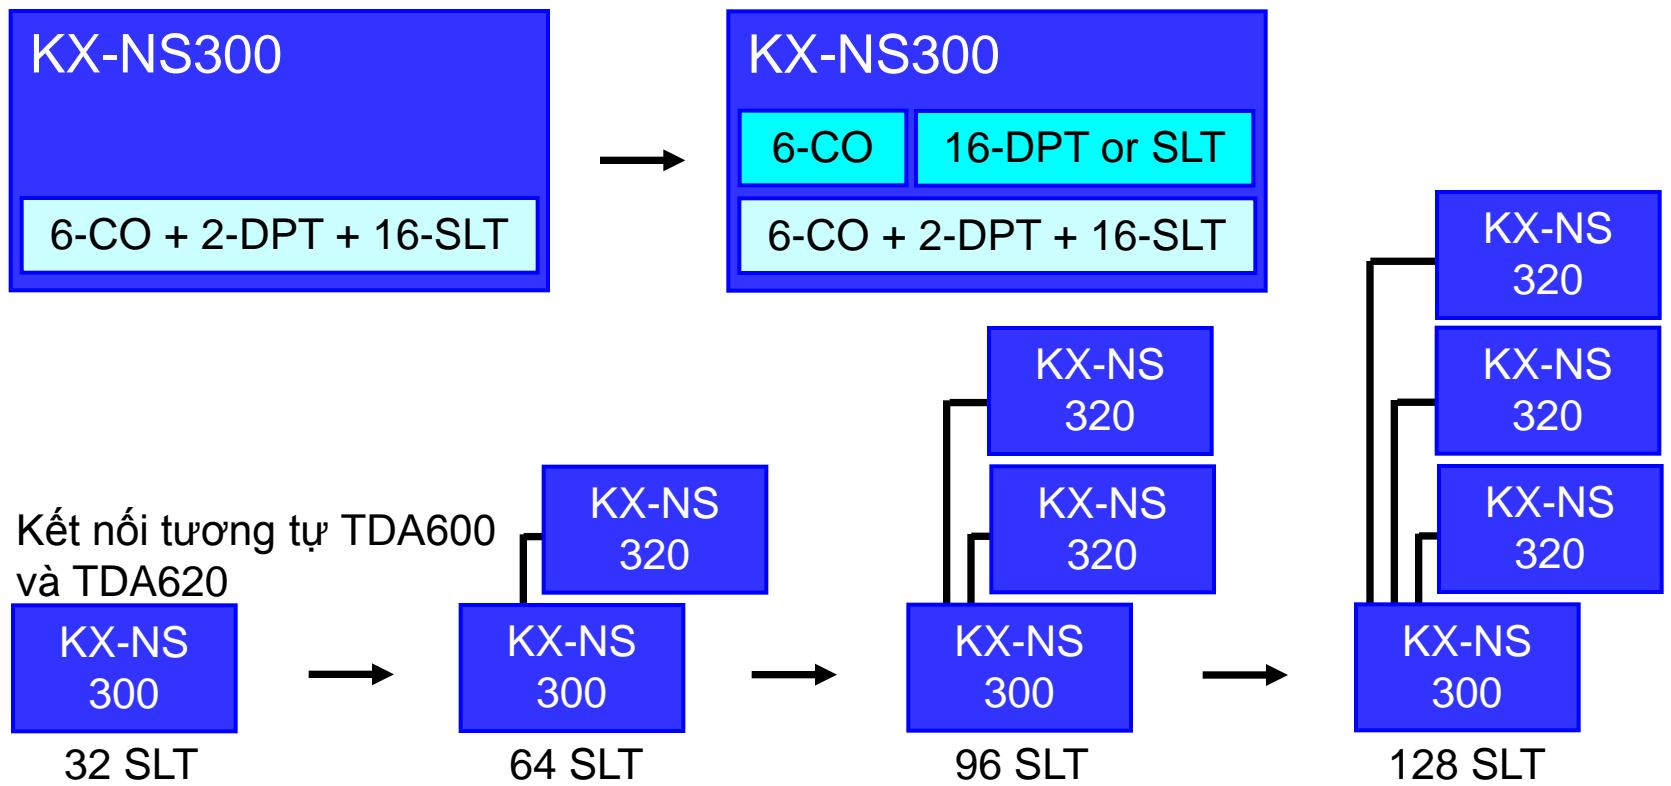 KX-NS300
6-CO + 2-DPT + 16-SLT
KX-NS300
6-CO
16-DPT or SLT
6-CO + 2-DPT + 16-SLT
Kết nối tương tự TDA600
và TDA620
KX-NS
300
32 SLT
KX-NS
320
KX-NS
300
64 SLT
KX-NS
320
KX-NS
320
KX-NS
300
96 SLT
KX-NS
320
KX-NS
320
KX-NS
320
KX-NS
300
128 SLT